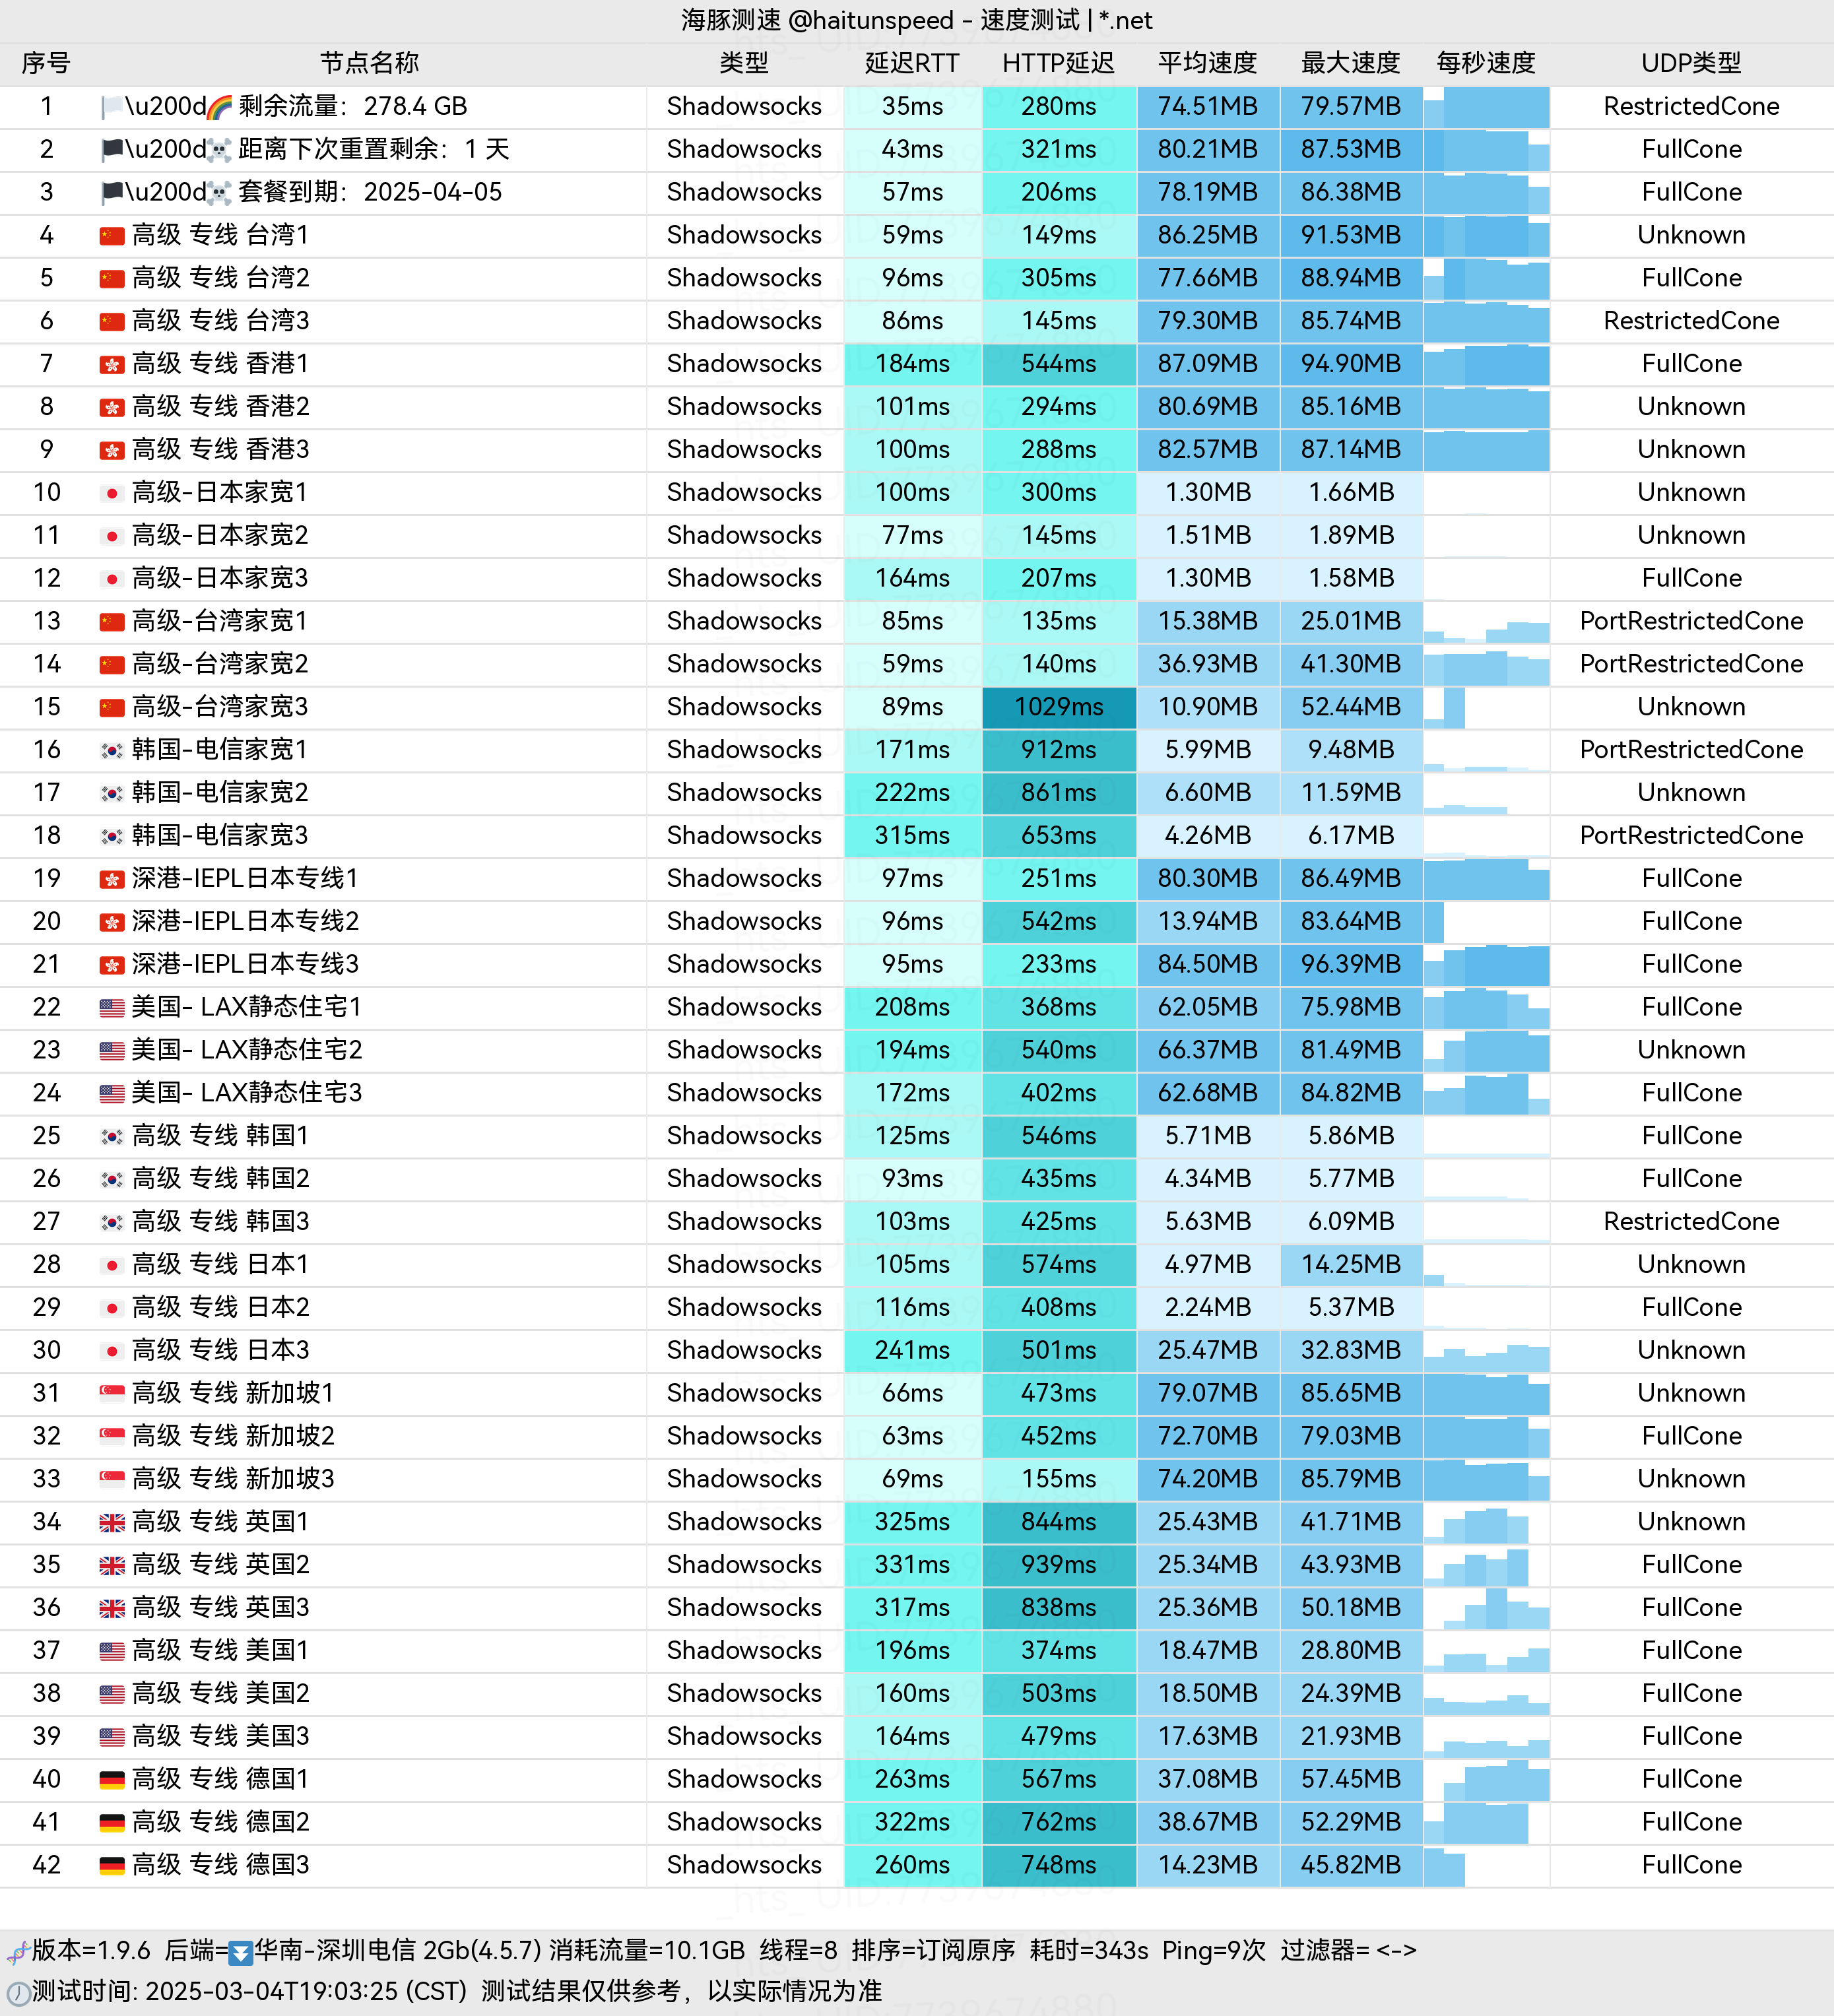 海豚测速 @haitunspeed - 速度测试 | *.net
序号 节点名称 类型 延迟RTT HTTP延迟 平均速度 最大速度 每秒速度 UDP类型
1 🏳️\u200d🌈 剩余流量：278.4 GB Shadowsocks 35ms 280ms 74.51MB 79.57MB RestrictedCone
2 🏴\u200d☠️ 距离下次重置剩余：1 天 Shadowsocks 43ms 321ms 80.21MB 87.53MB FullCone
3 🏴\u200d☠️ 套餐到期：2025-04-05 Shadowsocks 57ms 206ms 78.19MB 86.38MB FullCone
4 🇨🇳 高级 专线 台湾1 Shadowsocks 59ms 149ms 86.25MB 91.53MB Unknown
5 🇨🇳 高级 专线 台湾2 Shadowsocks 96ms 305ms 77.66MB 88.94MB FullCone
6 🇨🇳 高级 专线 台湾3 Shadowsocks 86ms 145ms 79.30MB 85.74MB RestrictedCone
7 🇭🇰 高级 专线 香港1 Shadowsocks 184ms 544ms 87.09MB 94.90MB FullCone
8 🇭🇰 高级 专线 香港2 Shadowsocks 101ms 294ms 80.69MB 85.16MB Unknown
9 🇭🇰 高级 专线 香港3 Shadowsocks 100ms 288ms 82.57MB 87.14MB Unknown
10 🇯🇵 高级-日本家宽1 Shadowsocks 100ms 300ms 1.30MB 1.66MB Unknown
11 🇯🇵 高级-日本家宽2 Shadowsocks 77ms 145ms 1.51MB 1.89MB Unknown
12 🇯🇵 高级-日本家宽3 Shadowsocks 164ms 207ms 1.30MB 1.58MB FullCone
13 🇨🇳 高级-台湾家宽1 Shadowsocks 85ms 135ms 15.38MB 25.01MB PortRestrictedCone
14 🇨🇳 高级-台湾家宽2 Shadowsocks 59ms 140ms 36.93MB 41.30MB PortRestrictedCone
15 🇨🇳 高级-台湾家宽3 Shadowsocks 89ms 1029ms 10.90MB 52.44MB Unknown
16 🇰🇷 韩国-电信家宽1 Shadowsocks 171ms 912ms 5.99MB 9.48MB PortRestrictedCone
17 🇰🇷 韩国-电信家宽2 Shadowsocks 222ms 861ms 6.60MB 11.59MB Unknown
18 🇰🇷 韩国-电信家宽3 Shadowsocks 315ms 653ms 4.26MB 6.17MB PortRestrictedCone
19 🇭🇰 深港-IEPL日本专线1 Shadowsocks 97ms 251ms 80.30MB 86.49MB FullCone
20 🇭🇰 深港-IEPL日本专线2 Shadowsocks 96ms 542ms 13.94MB 83.64MB FullCone
21 🇭🇰 深港-IEPL日本专线3 Shadowsocks 95ms 233ms 84.50MB 96.39MB FullCone
22 🇺🇸 美国- LAX静态住宅1 Shadowsocks 208ms 368ms 62.05MB 75.98MB FullCone
23 🇺🇸 美国- LAX静态住宅2 Shadowsocks 194ms 540ms 66.37MB 81.49MB Unknown
24 🇺🇸 美国- LAX静态住宅3 Shadowsocks 172ms 402ms 62.68MB 84.82MB FullCone
25 🇰🇷 高级 专线 韩国1 Shadowsocks 125ms 546ms 5.71MB 5.86MB FullCone
26 🇰🇷 高级 专线 韩国2 Shadowsocks 93ms 435ms 4.34MB 5.77MB FullCone
27 🇰🇷 高级 专线 韩国3 Shadowsocks 103ms 425ms 5.63MB 6.09MB RestrictedCone
28 🇯🇵 高级 专线 日本1 Shadowsocks 105ms 574ms 4.97MB 14.25MB Unknown
29 🇯🇵 高级 专线 日本2 Shadowsocks 116ms 408ms 2.24MB 5.37MB FullCone
30 🇯🇵 高级 专线 日本3 Shadowsocks 241ms 501ms 25.47MB 32.83MB Unknown
31 🇸🇬 高级 专线 新加坡1 Shadowsocks 66ms 473ms 79.07MB 85.65MB Unknown
32 🇸🇬 高级 专线 新加坡2 Shadowsocks 63ms 452ms 72.70MB 79.03MB FullCone
33 🇸🇬 高级 专线 新加坡3 Shadowsocks 69ms 155ms 74.20MB 85.79MB Unknown
34 🇬🇧 高级 专线 英国1 Shadowsocks 325ms 844ms 25.43MB 41.71MB Unknown
35 🇬🇧 高级 专线 英国2 Shadowsocks 331ms 939ms 25.34MB 43.93MB FullCone
36 🇬🇧 高级 专线 英国3 Shadowsocks 317ms 838ms 25.36MB 50.18MB FullCone
37 🇺🇸 高级 专线 美国1 Shadowsocks 196ms 374ms 18.47MB 28.80MB FullCone
38 🇺🇸 高级 专线 美国2 Shadowsocks 160ms 503ms 18.50MB 24.39MB FullCone
39 🇺🇸 高级 专线 美国3 Shadowsocks 164ms 479ms 17.63MB 21.93MB FullCone
40 🇩🇪 高级 专线 德国1 Shadowsocks 263ms 567ms 37.08MB 57.45MB FullCone
41 🇩🇪 高级 专线 德国2 Shadowsocks 322ms 762ms 38.67MB 52.29MB FullCone
42 🇩🇪 高级 专线 德国3 Shadowsocks 260ms 748ms 14.23MB 45.82MB FullCone
🧬版本=1.9.6 后端=⏬华南-深圳电信 2Gb(4.5.7) 消耗流量=10.1GB 线程=8 排序=订阅原序 耗时=343s Ping=9次 过滤器= <->
🕖测试时间: 2025-03-04T19:03:25 (CST) 测试结果仅供参考，以实际情况为准